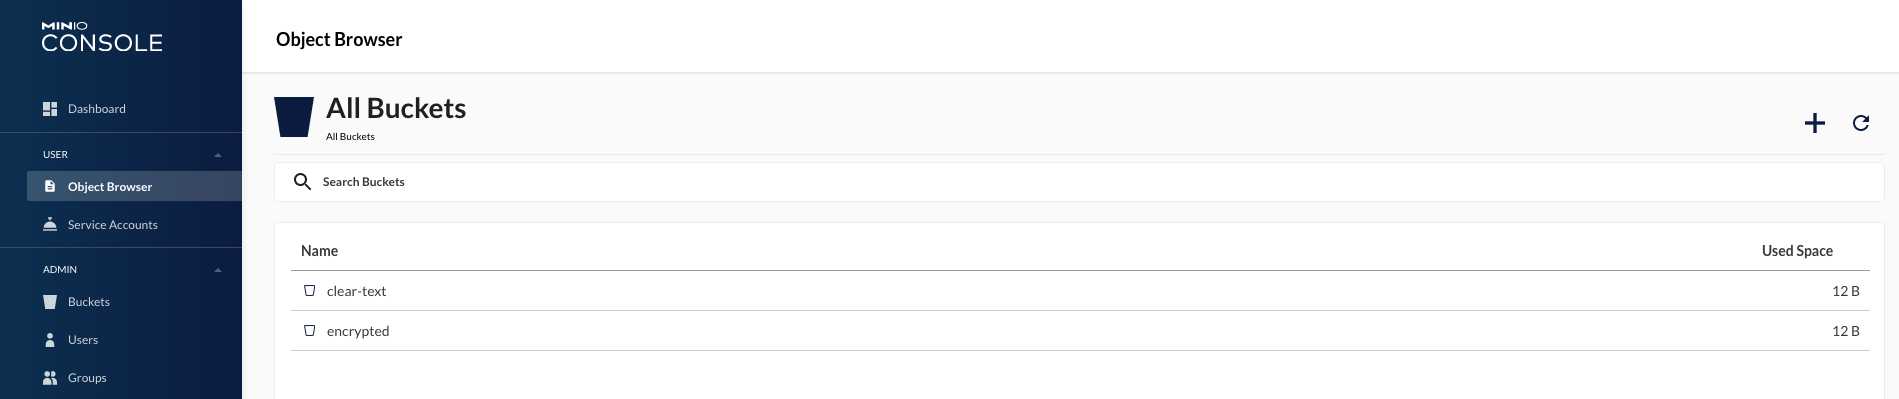 MINIO
CONSOLE
Dashboard
USER
Object Browser
Service Accounts
ADMIN
Buckets
Users
Groups
Object Browser
All Buckets
All Buckets
Search Buckets
Name Used Space
clear-text 12 B
encrypted 12 B